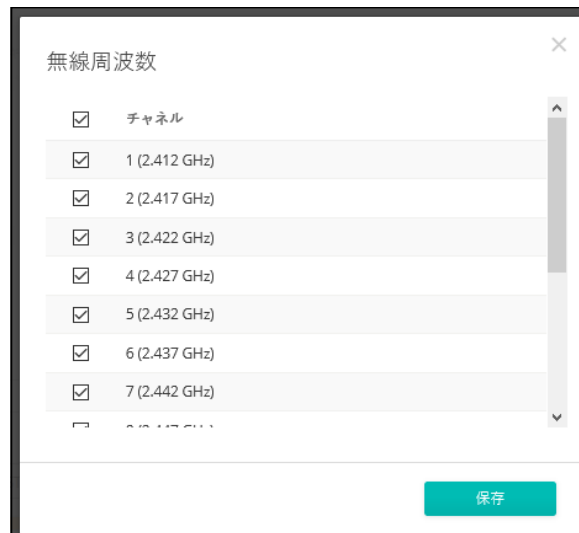 無線周波数
チャネル
1 (2.412 GHz)
2 (2.417 GHz)
3 (2.422 GHz)
4 (2.427 GHz)
5 (2.432 GHz)
6 (2.437 GHz)
7 (2.442 GHz)
保存